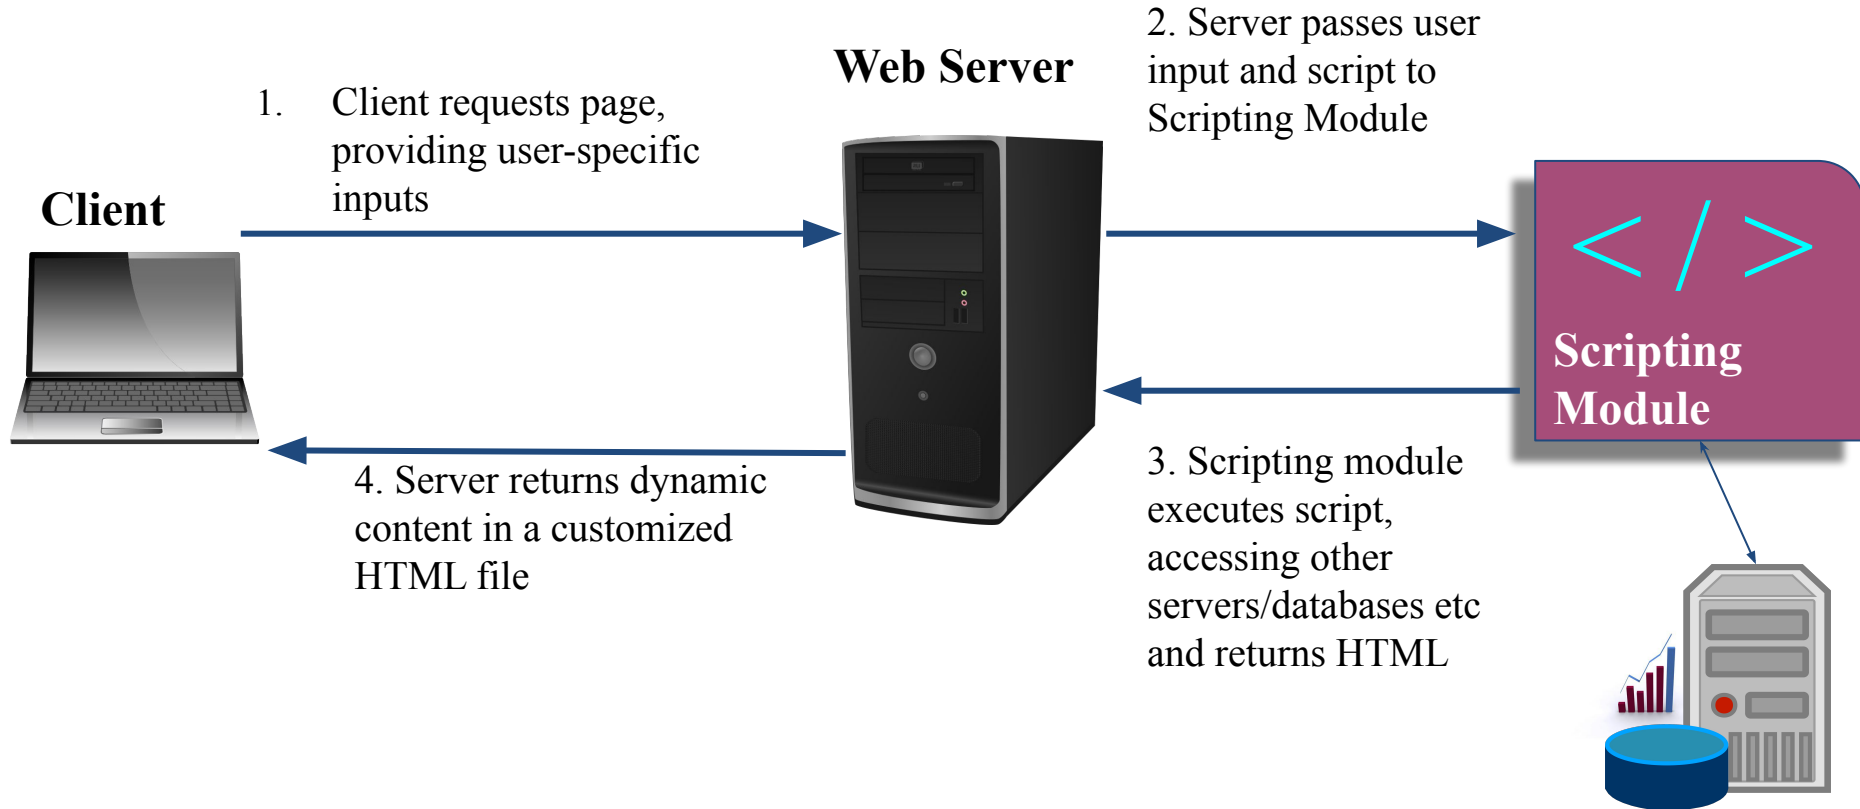 Client
1. Client requests page,
providing user-specific
inputs
Web Server
2. Server passes user
input and script to
Scripting Module
</>
Scripting
Module
3. Scripting module
executes script,
accessing other
servers/databases etc
and returns HTML
4. Server returns dynamic
content in a customized
HTML file